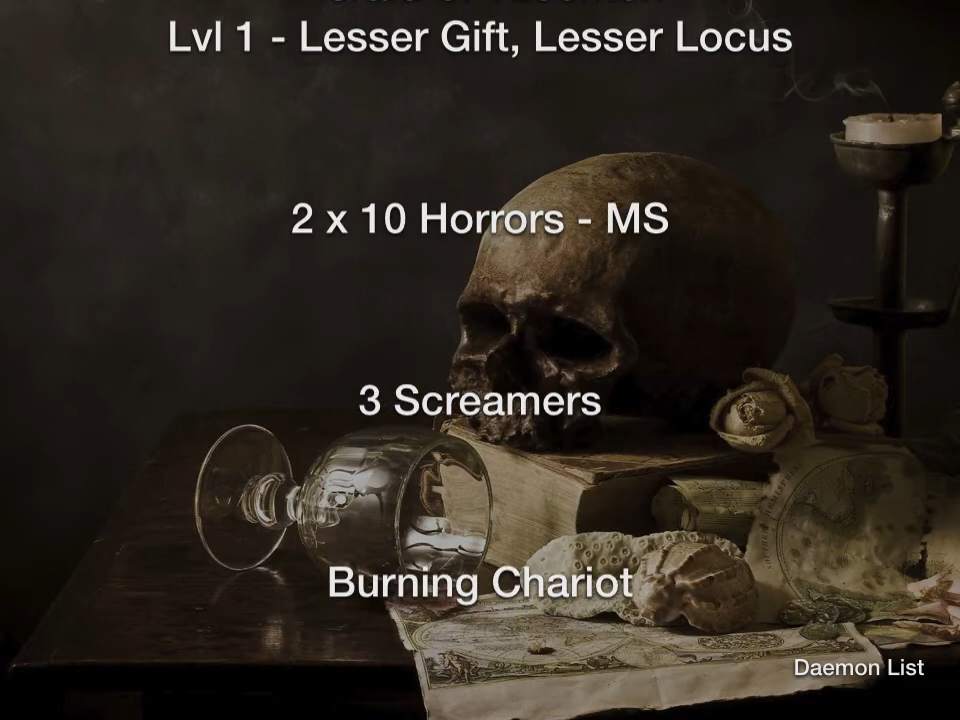 Lvl 1 - Lesser Gift, Lesser Locus
2 x 10 Horrors - MS
3 Screamers
Burning Chariot
Daemon List